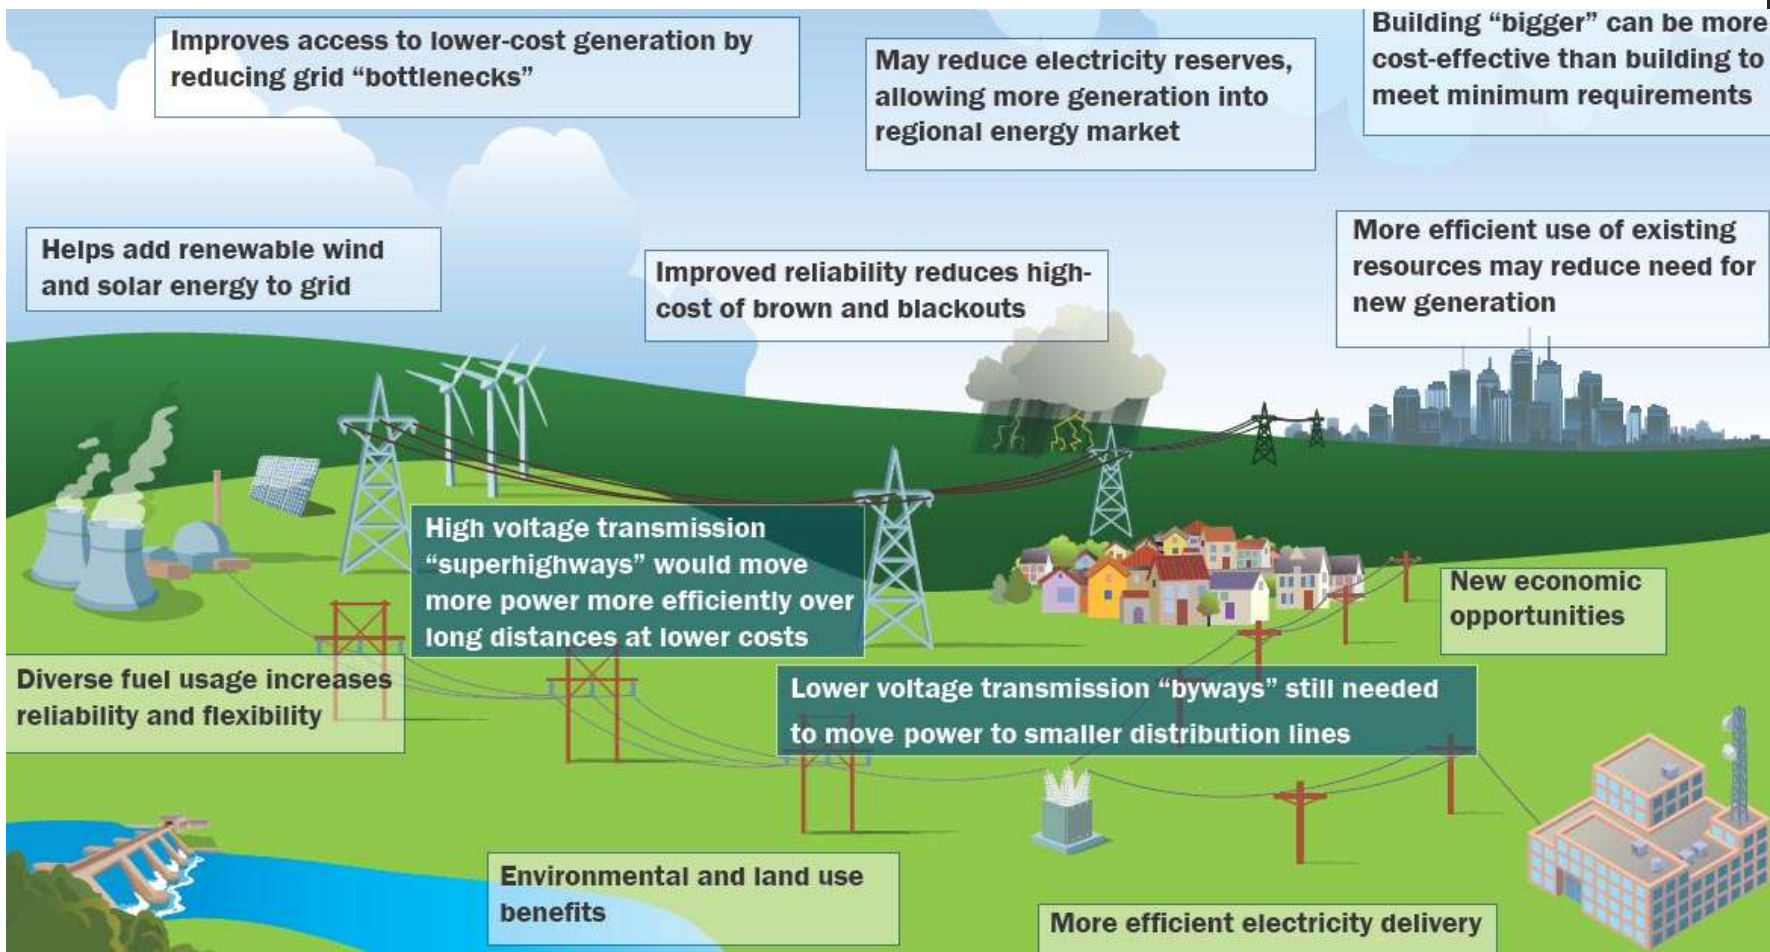 Improves access to lower-cost generation by
reducing grid “bottlenecks”
May reduce electricity reserves,
allowing more generation into
regional energy market
Building “bigger” can be more
cost-effective than building to
meet minimum requirements
Helps add renewable wind
and solar energy to grid
Improved reliability reduces high-
cost of brown and blackouts
More efficient use of existing
resources may reduce need for
new generation
High voltage transmission
“superhighways” would move
more power more efficiently over
long distances at lower costs
New economic
opportunities
Diverse fuel usage increases
reliability and flexibility
Lower voltage transmission “byways” still needed
to move power to smaller distribution lines
Environmental and land use
benefits
More efficient electricity delivery